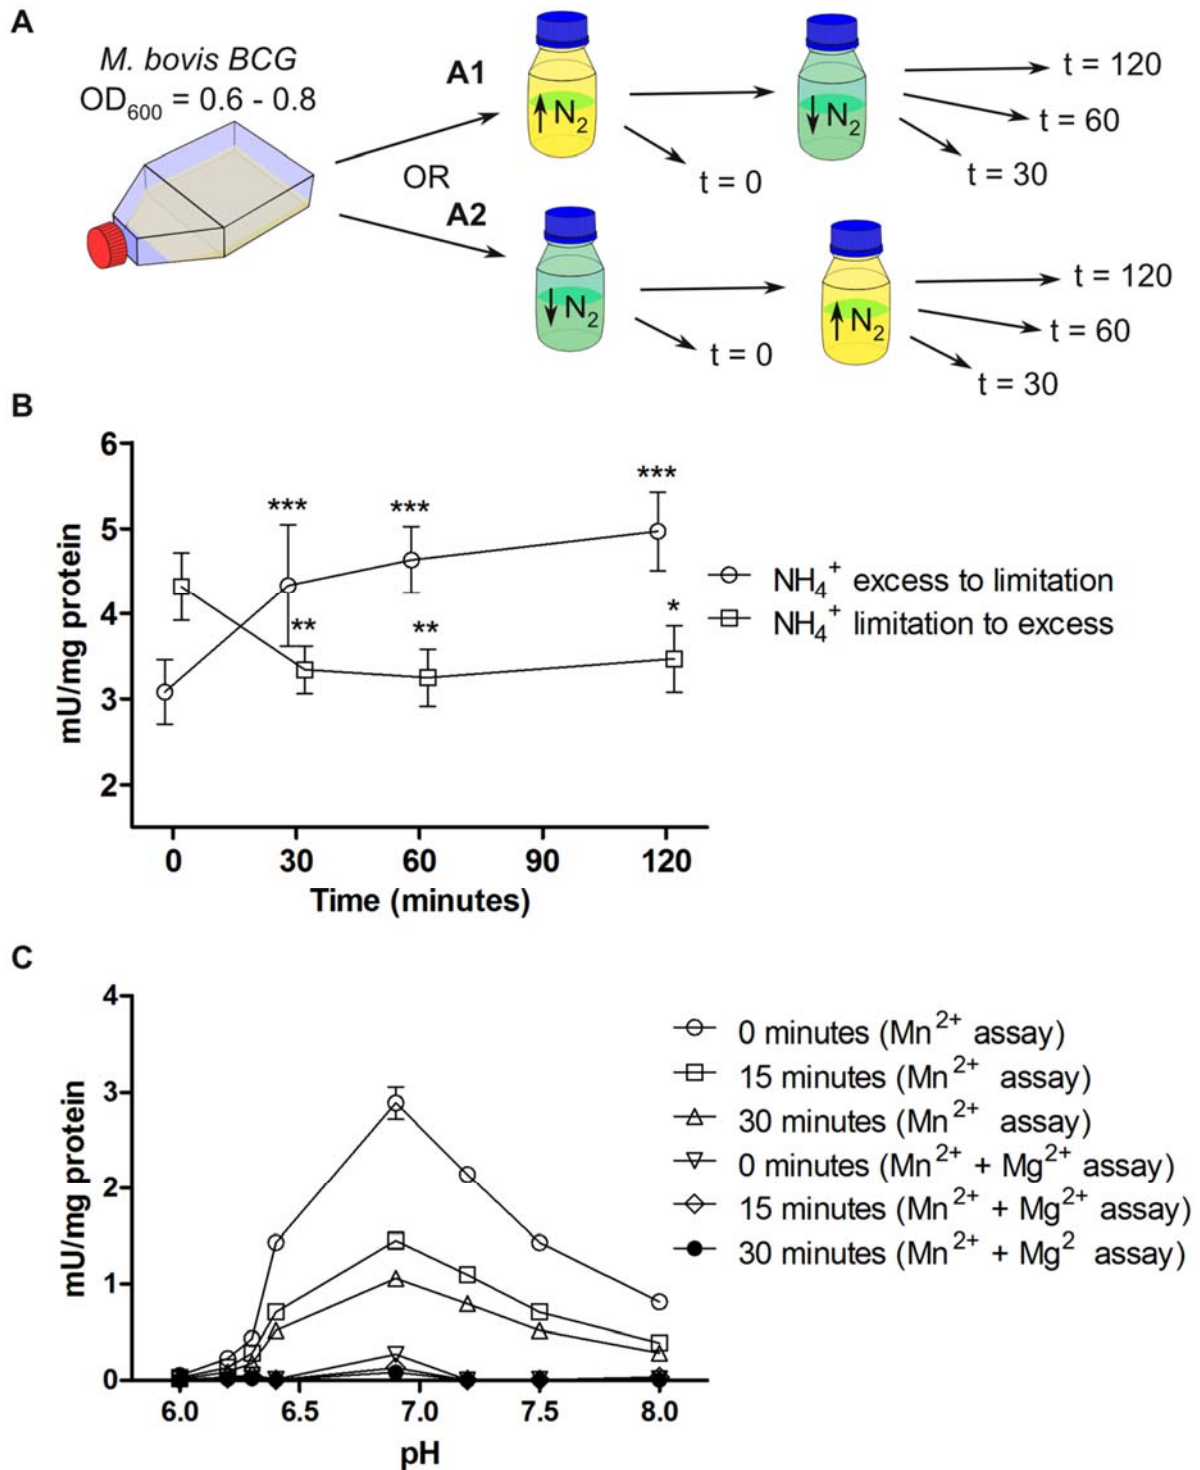 A
M. bovis BCG
OD600 = 0.6 - 0.8
A1
OR
A2
↑ N2
t = 0
↓ N2
t = 120
t = 60
t = 30
↓ N2
t = 0
↑ N2
t = 120
t = 60
t = 30
B
mU/mg protein
6
5
4
3
2
***
***
***
**
**
*
0 30 60 90 120
Time (minutes)
NH4+ excess to limitation
NH4+ limitation to excess
C
mU/mg protein
4
3
2
1
0
6.0 6.5 7.0 7.5 8.0
pH
0 minutes (Mn2+ assay)
15 minutes (Mn2+ assay)
30 minutes (Mn2+ assay)
0 minutes (Mn2+ + Mg2+ assay)
15 minutes (Mn2+ + Mg2+ assay)
30 minutes (Mn2+ + Mg2 assay)